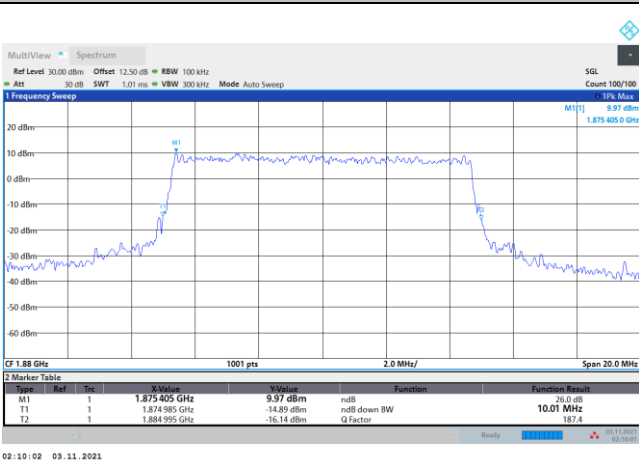 MultiView Spectrum
Ref Level 30.00 dBm Offset 12.50 dB RBW 100 kHz SGL
Att 30 dB SWT 1.01 ms VBW 300 kHz Mode Auto Sweep Count 100/100
1 Frequency Sweep 1Pk Max
M1[1] 9.97 dBm
1.875 405 0 GHz
20 dBm
M1
10 dBm
0 dBm
-10 dBm
T1
T2
-20 dBm
-30 dBm
-40 dBm
-50 dBm
-60 dBm
CF 1.88 GHz 1001 pts 2.0 MHz/ Span 20.0 MHz
2 Marker Table
Type Ref Trc X-Value Y-Value Function Function Result
M1 1 1.875 405 GHz 9.97 dBm ndB 26.0 dB
T1 1 1.874 985 GHz -14.89 dBm ndB down BW 10.01 MHz
T2 1 1.884 995 GHz -16.14 dBm Q Factor 187.4
Ready 03.11.2021
02:10:01
02:10:02 03.11.2021